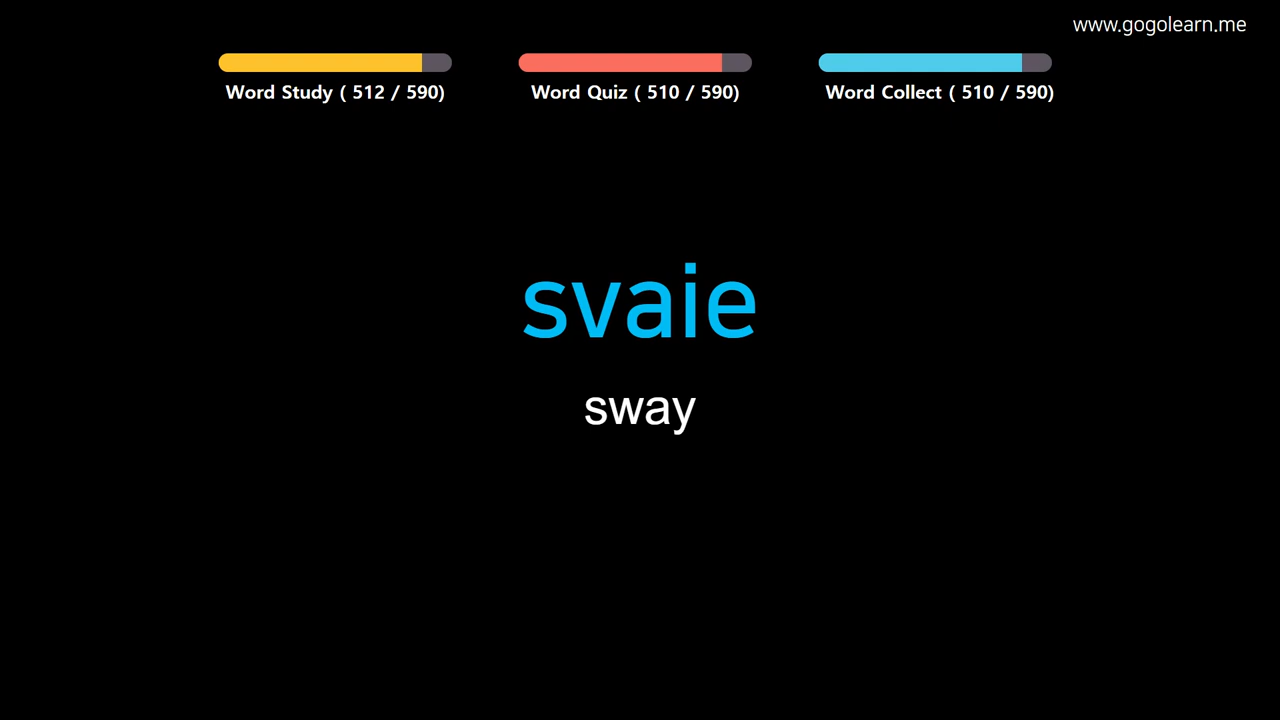 www.gogolearn.me
Word Study ( 512 / 590)
Word Quiz ( 510 / 590)
Word Collect ( 510 / 590)
svaie
sway